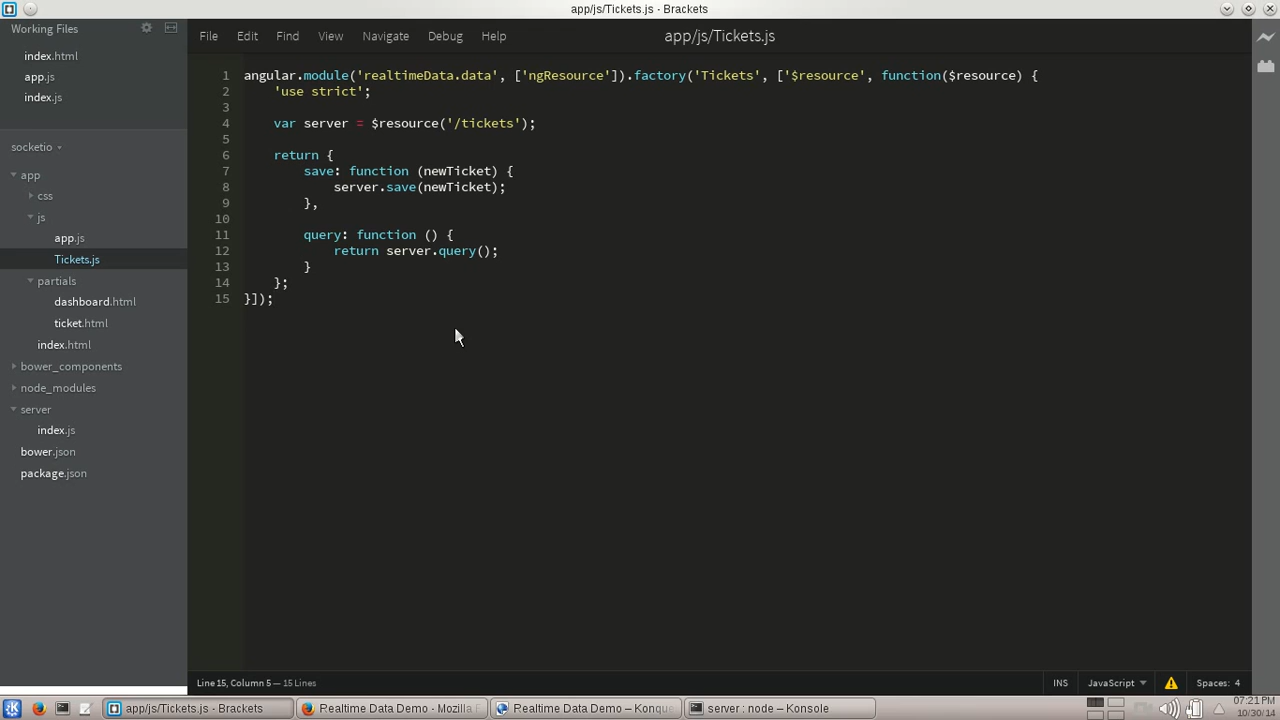 app/js/Tickets.js - Brackets
Working Files
index.html
app.js
index.js
socketio
app
css
js
app.js
Tickets.js
partials
dashboard.html
ticket.html
index.html
bower_components
node_modules
server
index.js
bower.json
package.json
File Edit Find View Navigate Debug Help
app/js/Tickets.js
1 angular.module('realtimeData.data', ['ngResource']).factory('Tickets', ['$resource', function($resource) {
2     'use strict';
3
4     var server = $resource('/tickets');
5
6     return {
7         save: function (newTicket) {
8             server.save(newTicket);
9         },
10
11         query: function () {
12             return server.query();
13         }
14     };
15 }]);
Line 15, Column 5 — 15 Lines
INS JavaScript Spaces: 4
app/js/Tickets.js - Brackets
Realtime Data Demo - Mozilla F
Realtime Data Demo – Konque
server : node – Konsole
07:21 PM
10/30/14